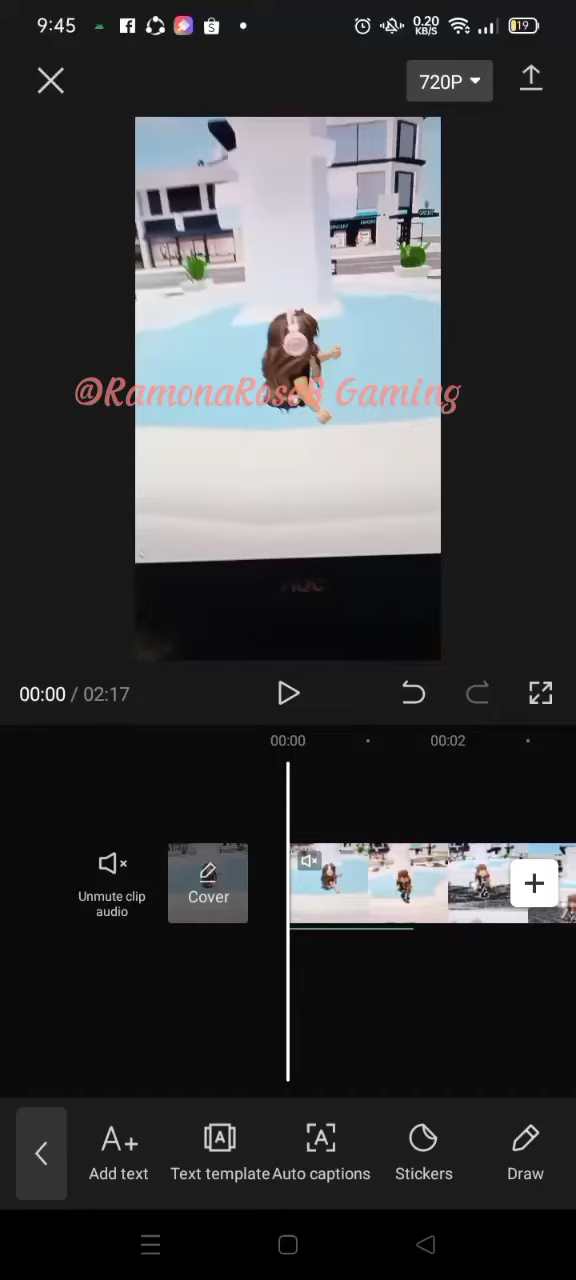 9:45
0.20
KB/S
19
720P
@RamonaRose8 Gaming
00:00 / 02:17
00:00
00:02
Unmute clip
audio
Cover
Add text
Text template
Auto captions
Stickers
Draw